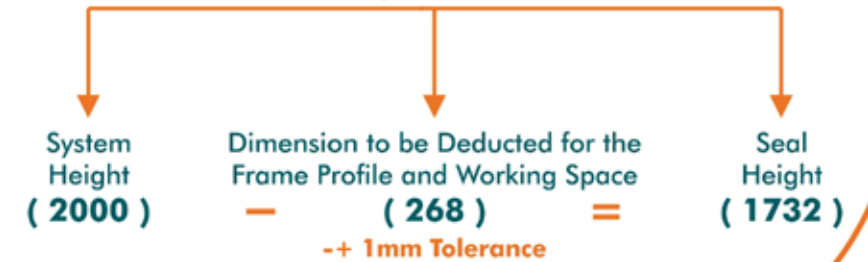 System
Height
( 2000 )
-
Dimension to be Deducted for the
Frame Profile and Working Space
( 268 )
-+ 1mm Tolerance
=
Seal
Height
( 1732 )